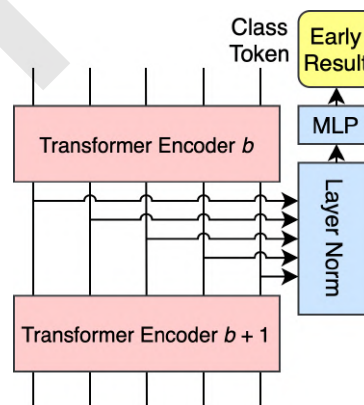 Class
Token
Early
Result
Transformer Encoder b
MLP
Layer Norm
Transformer Encoder b + 1